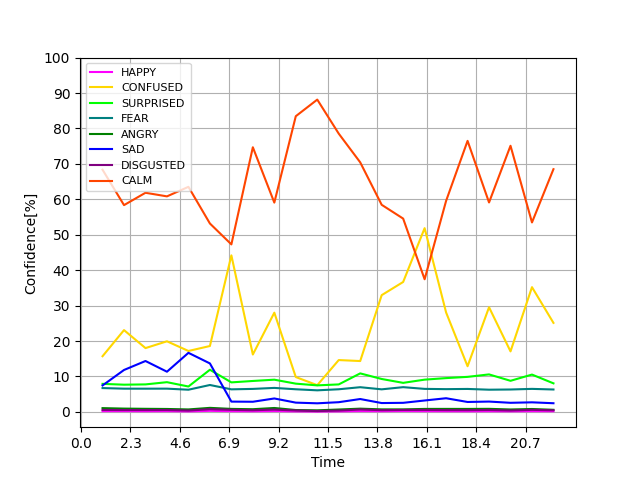 100
90
80
70
60
50
40
30
20
10
0
Confidence[%]
HAPPY
CONFUSED
SURPRISED
FEAR
ANGRY
SAD
DISGUSTED
CALM
0.0 2.3 4.6 6.9 9.2 11.5 13.8 16.1 18.4 20.7
Time